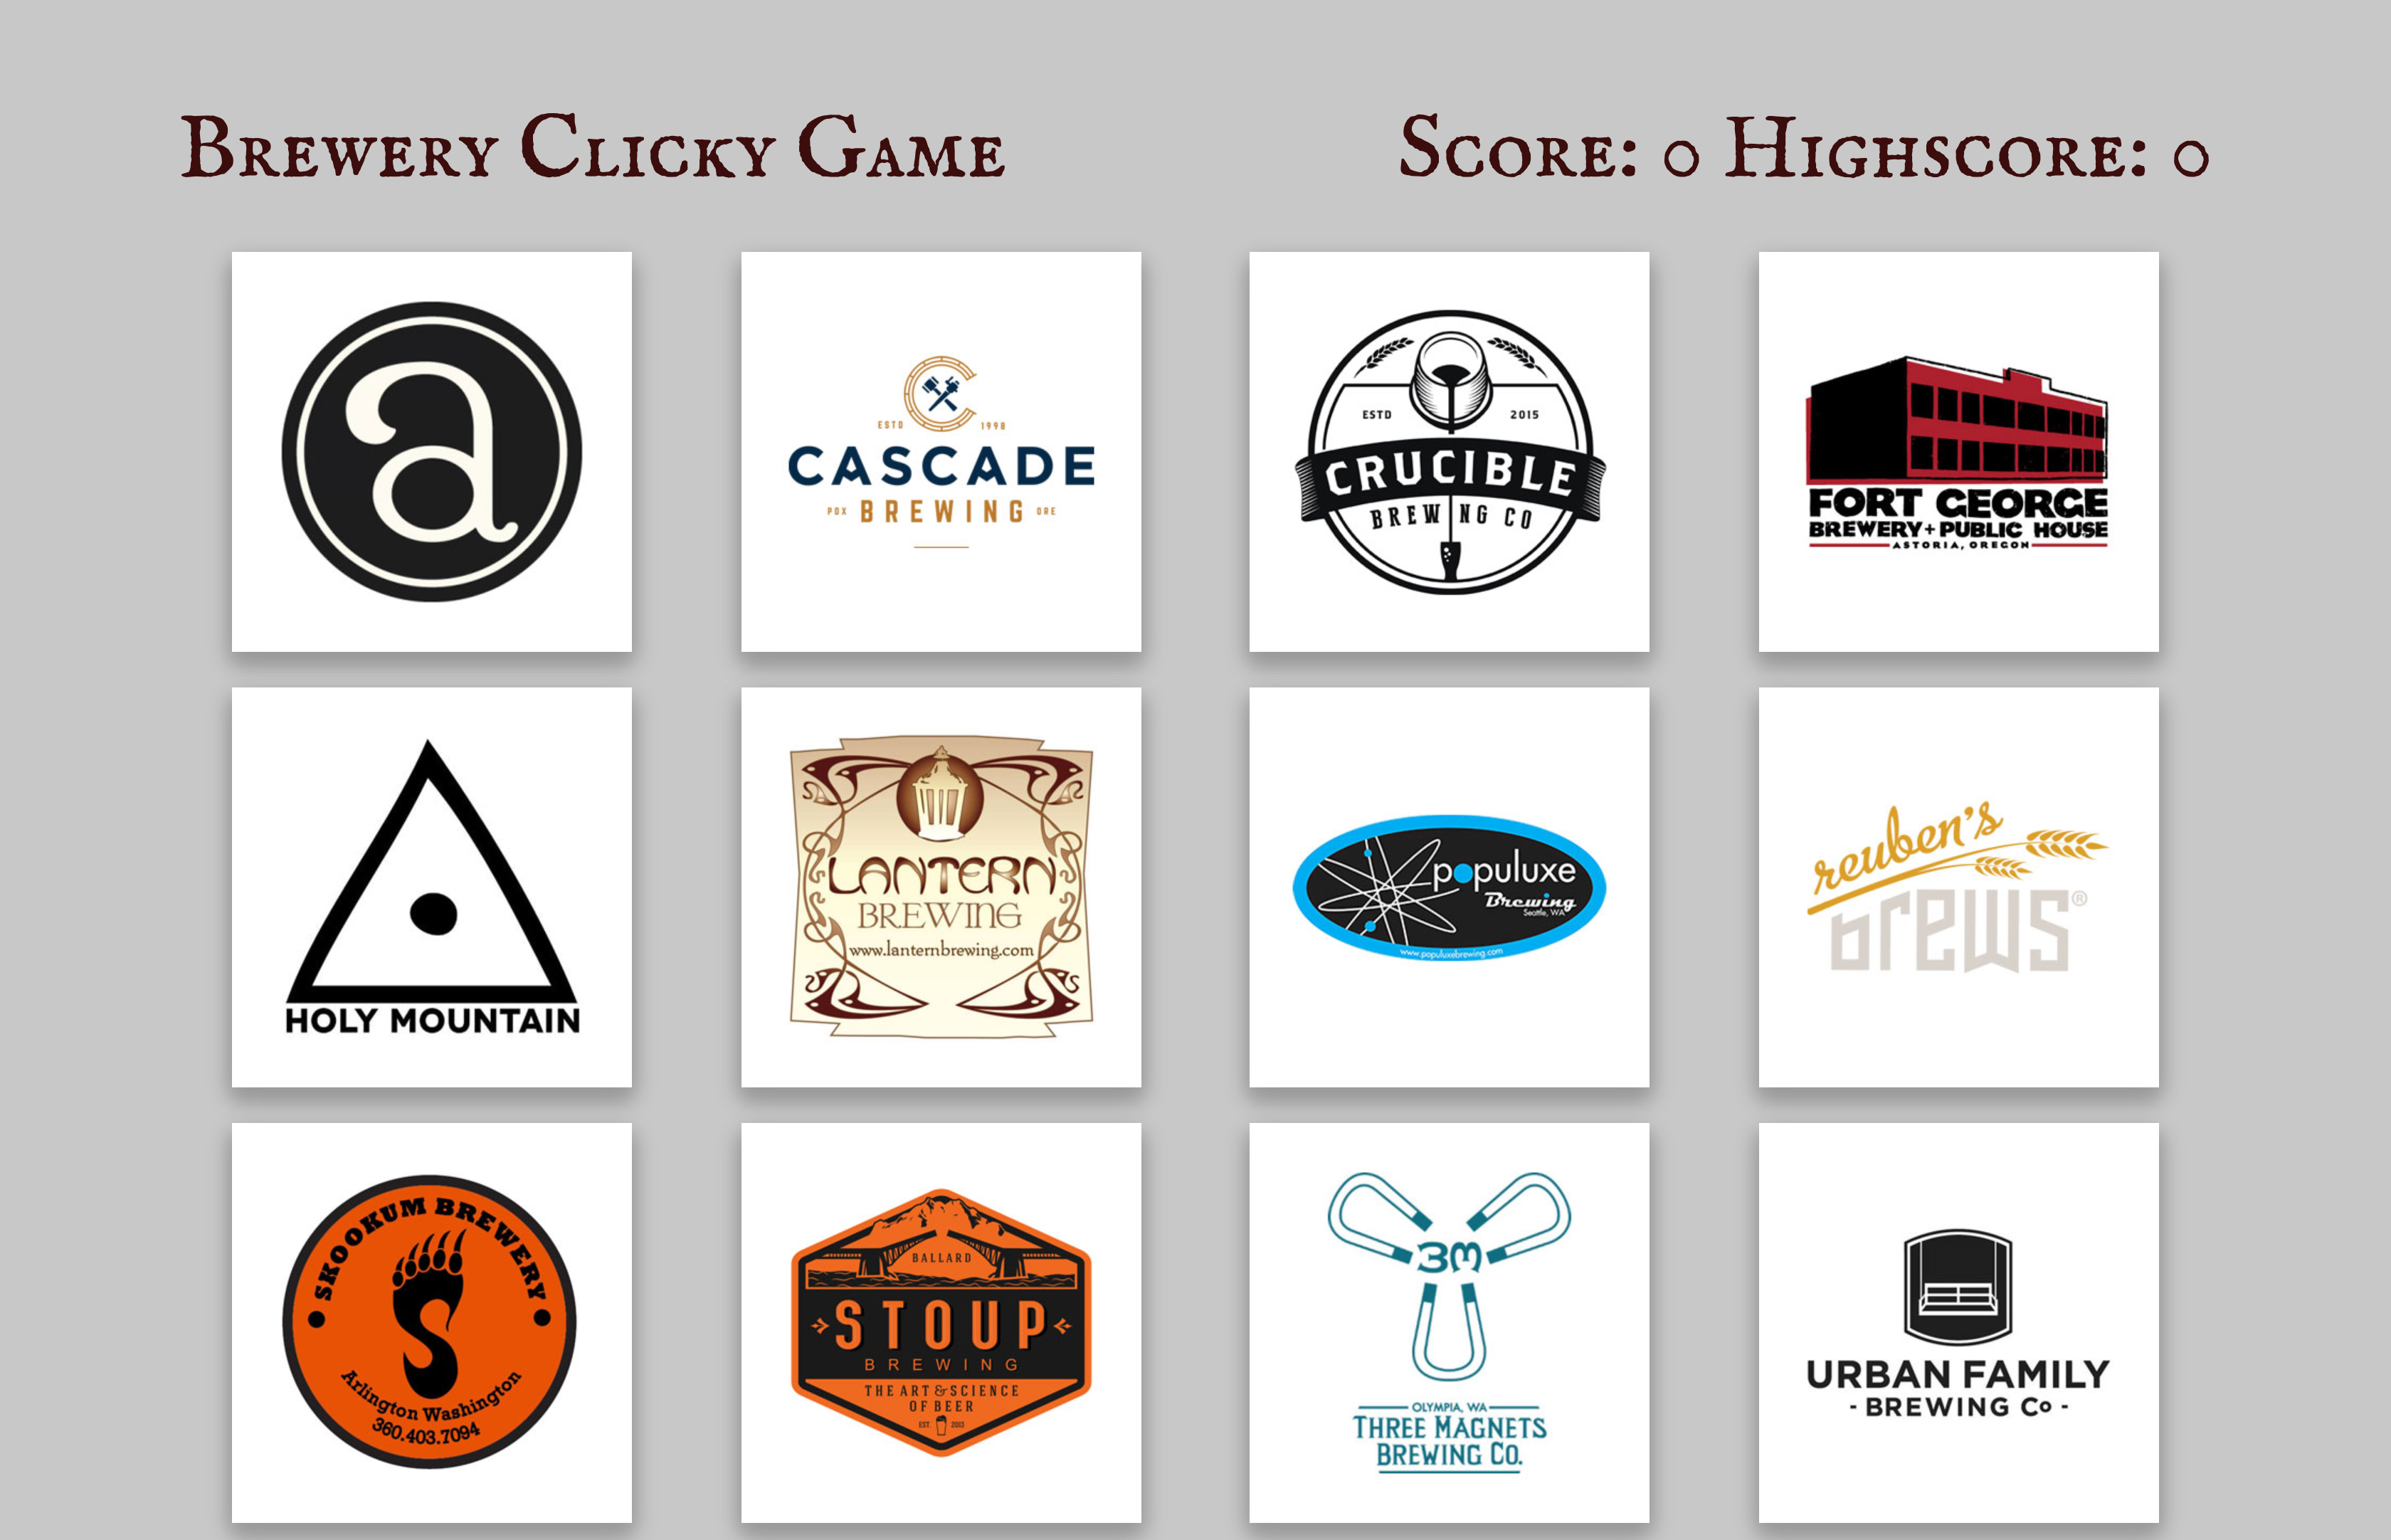 Brewery Clicky Game
Score: 0 Highscore: 0
a
ESTD 1998
CASCADE
PDX BREWING ORE
ESTD 2015
CRUCIBLE
BREW NG CO
FORT GEORGE
BREWERY + PUBLIC HOUSE
ASTORIA, OREGON
HOLY MOUNTAIN
LANTERN
BREWING
www.lanternbrewing.com
populuxe
Brewing
Seattle, WA
www.populuxebrewing.com
reuben's
brews®
SKOOKUM BREWERY
Arlington Washington
360.403.7094
BALLARD
STOUP
BREWING
THE ART & SCIENCE
OF BEER
EST. 2013
3M
OLYMPIA, WA
THREE MAGNETS
BREWING CO.
URBAN FAMILY
- BREWING Co -